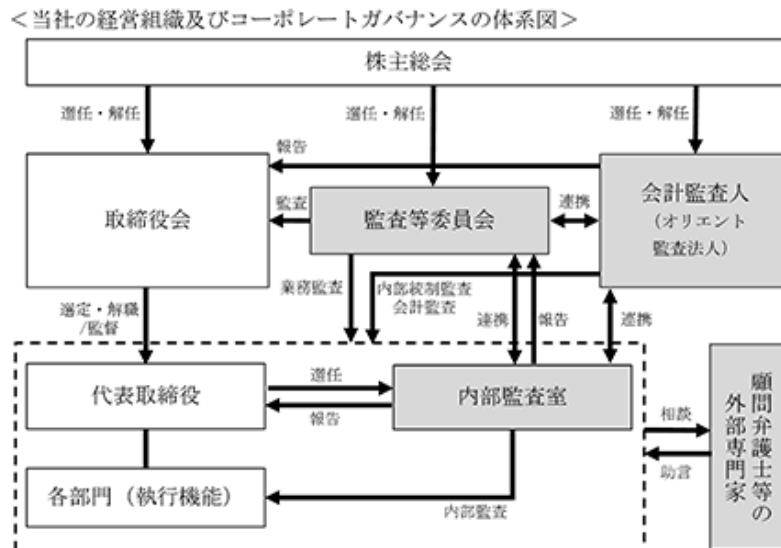 ＜当社の経営組織及びコーポレートガバナンスの体系図＞
株主総会
選任・解任
選任・解任
選任・解任
報告
取締役会
監査
監査等委員会
連携
会計監査人
（オリエント
監査法人）
選定・解職
/監督
業務監査
内部統制監査
会計監査
連携
報告
連携
代表取締役
選任
報告
内部監査室
各部門（執行機能）
内部監査
相談
助言
顧問弁護士等の
外部専門家